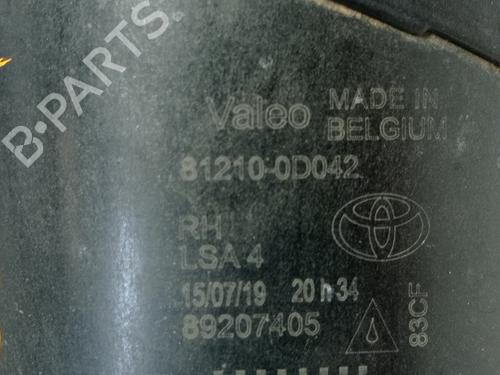 B-PARTS
Valeo
MADE IN
BELGIUM
81210-0D042
RH
LSA 4
15/07/19 20 h 34
89207405
83CF